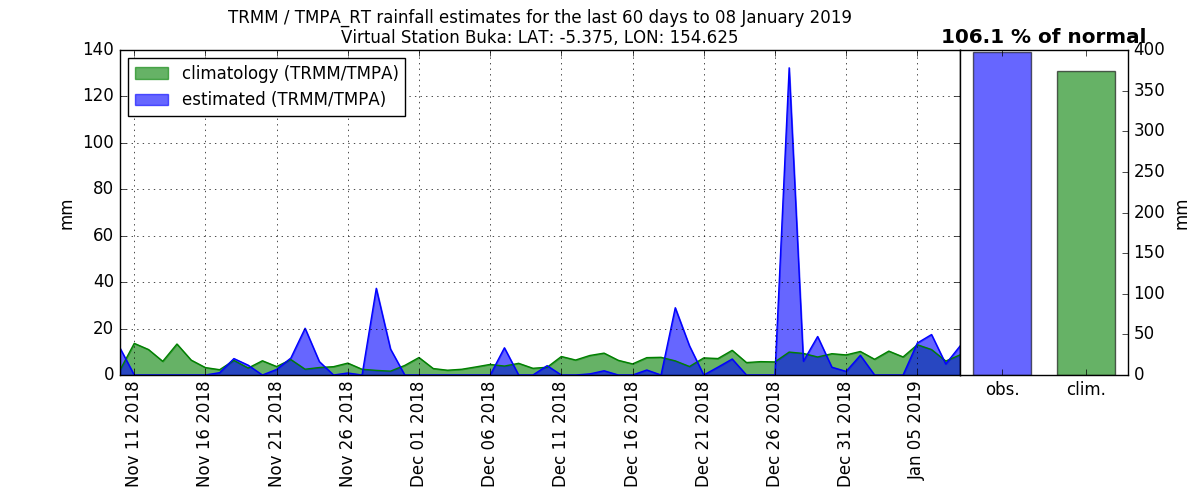 TRMM / TMPA_RT rainfall estimates for the last 60 days to 08 January 2019
Virtual Station Buka: LAT: -5.375, LON: 154.625
106.1 % of normal
climatology (TRMM/TMPA)
estimated (TRMM/TMPA)
140
120
100
80
60
40
20
0
mm
Nov 11 2018
Nov 16 2018
Nov 21 2018
Nov 26 2018
Dec 01 2018
Dec 06 2018
Dec 11 2018
Dec 16 2018
Dec 21 2018
Dec 26 2018
Dec 31 2018
Jan 05 2019
400
350
300
250
200
150
100
50
0
mm
obs.
clim.